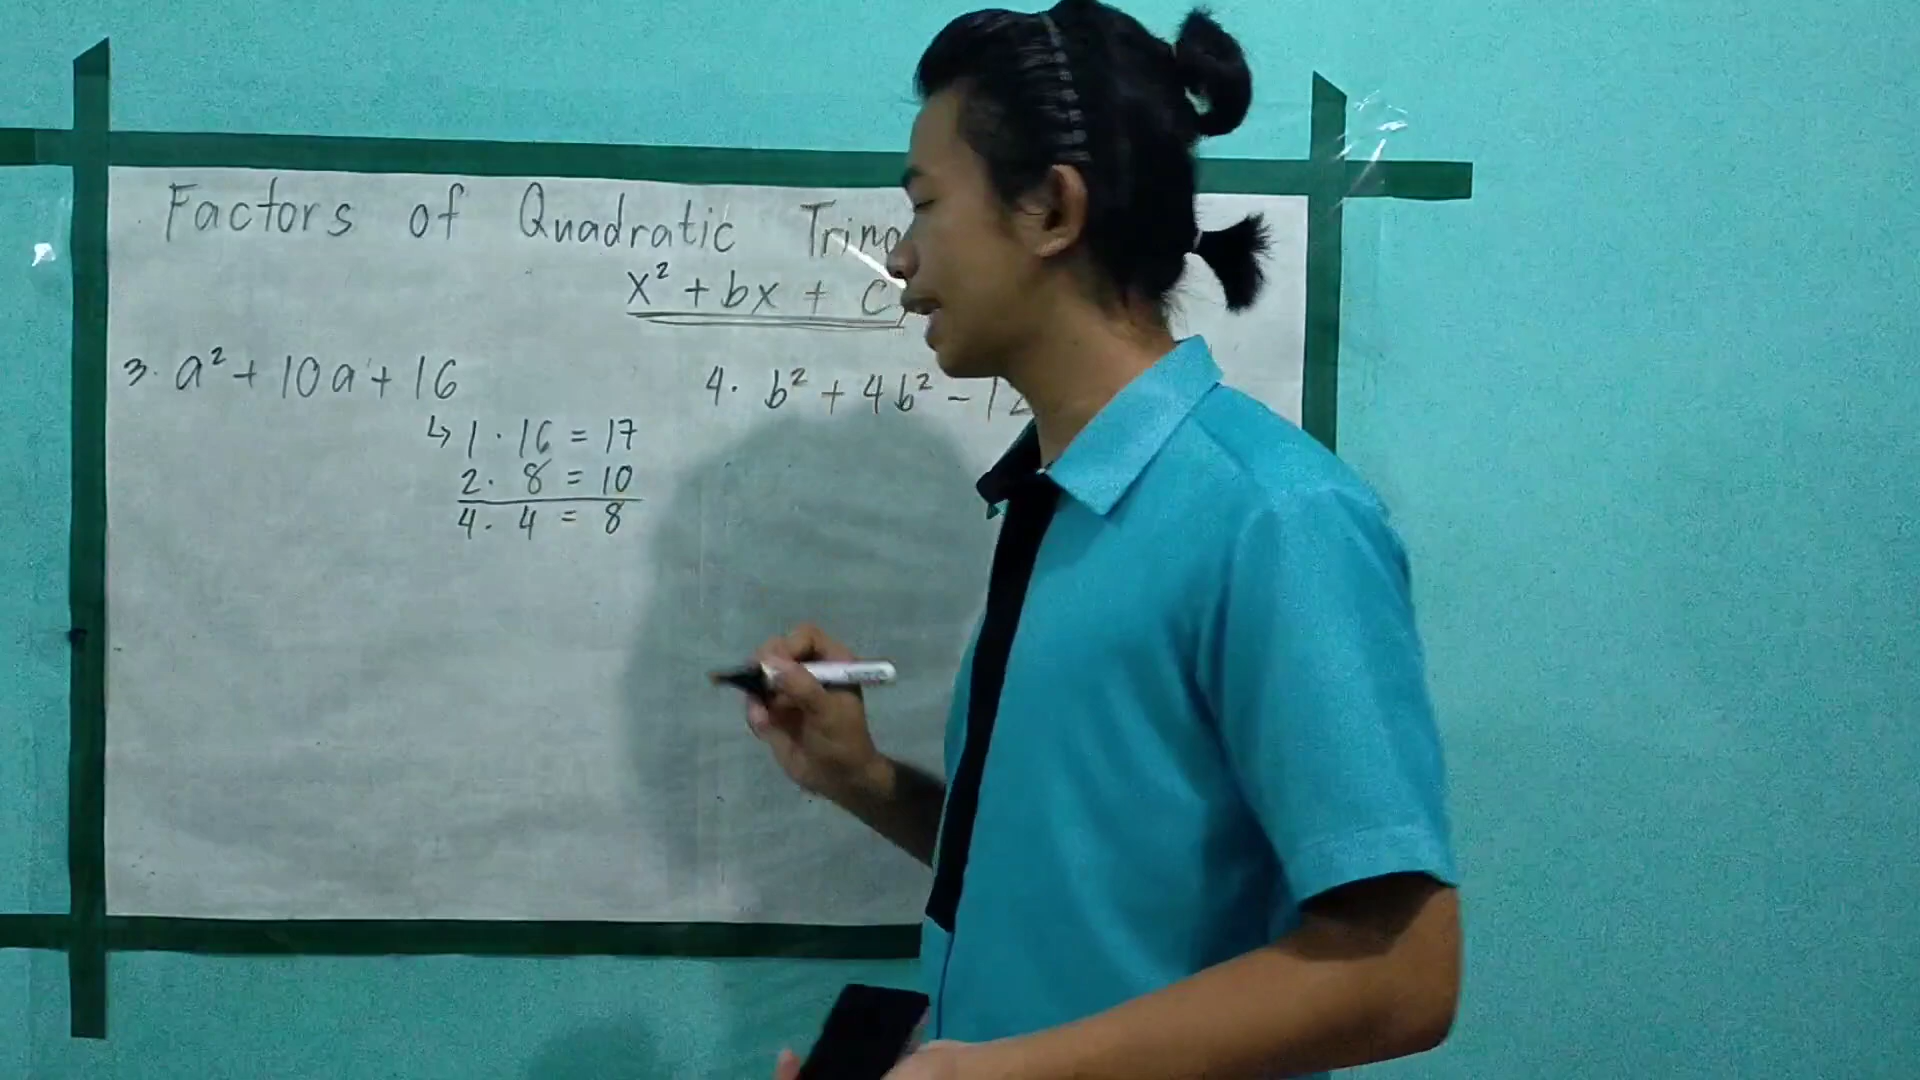 Factors of Quadratic
x² + bx + c
3. a² + 10a + 16
↳ 1 · 16 = 17
2 · 8 = 10
4 · 4 = 8
4. b² + 4b² - 12